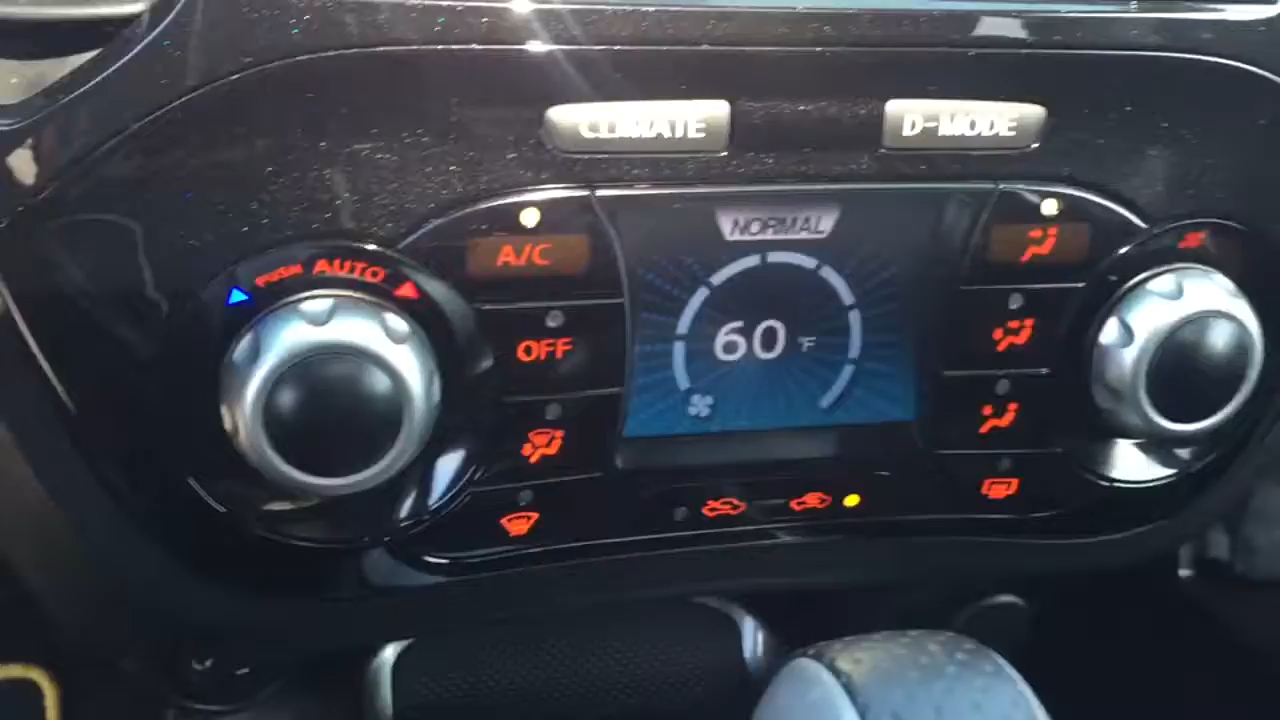 CLIMATE
D-MODE
NORMAL
A/C
PUSH AUTO
60 °F
OFF